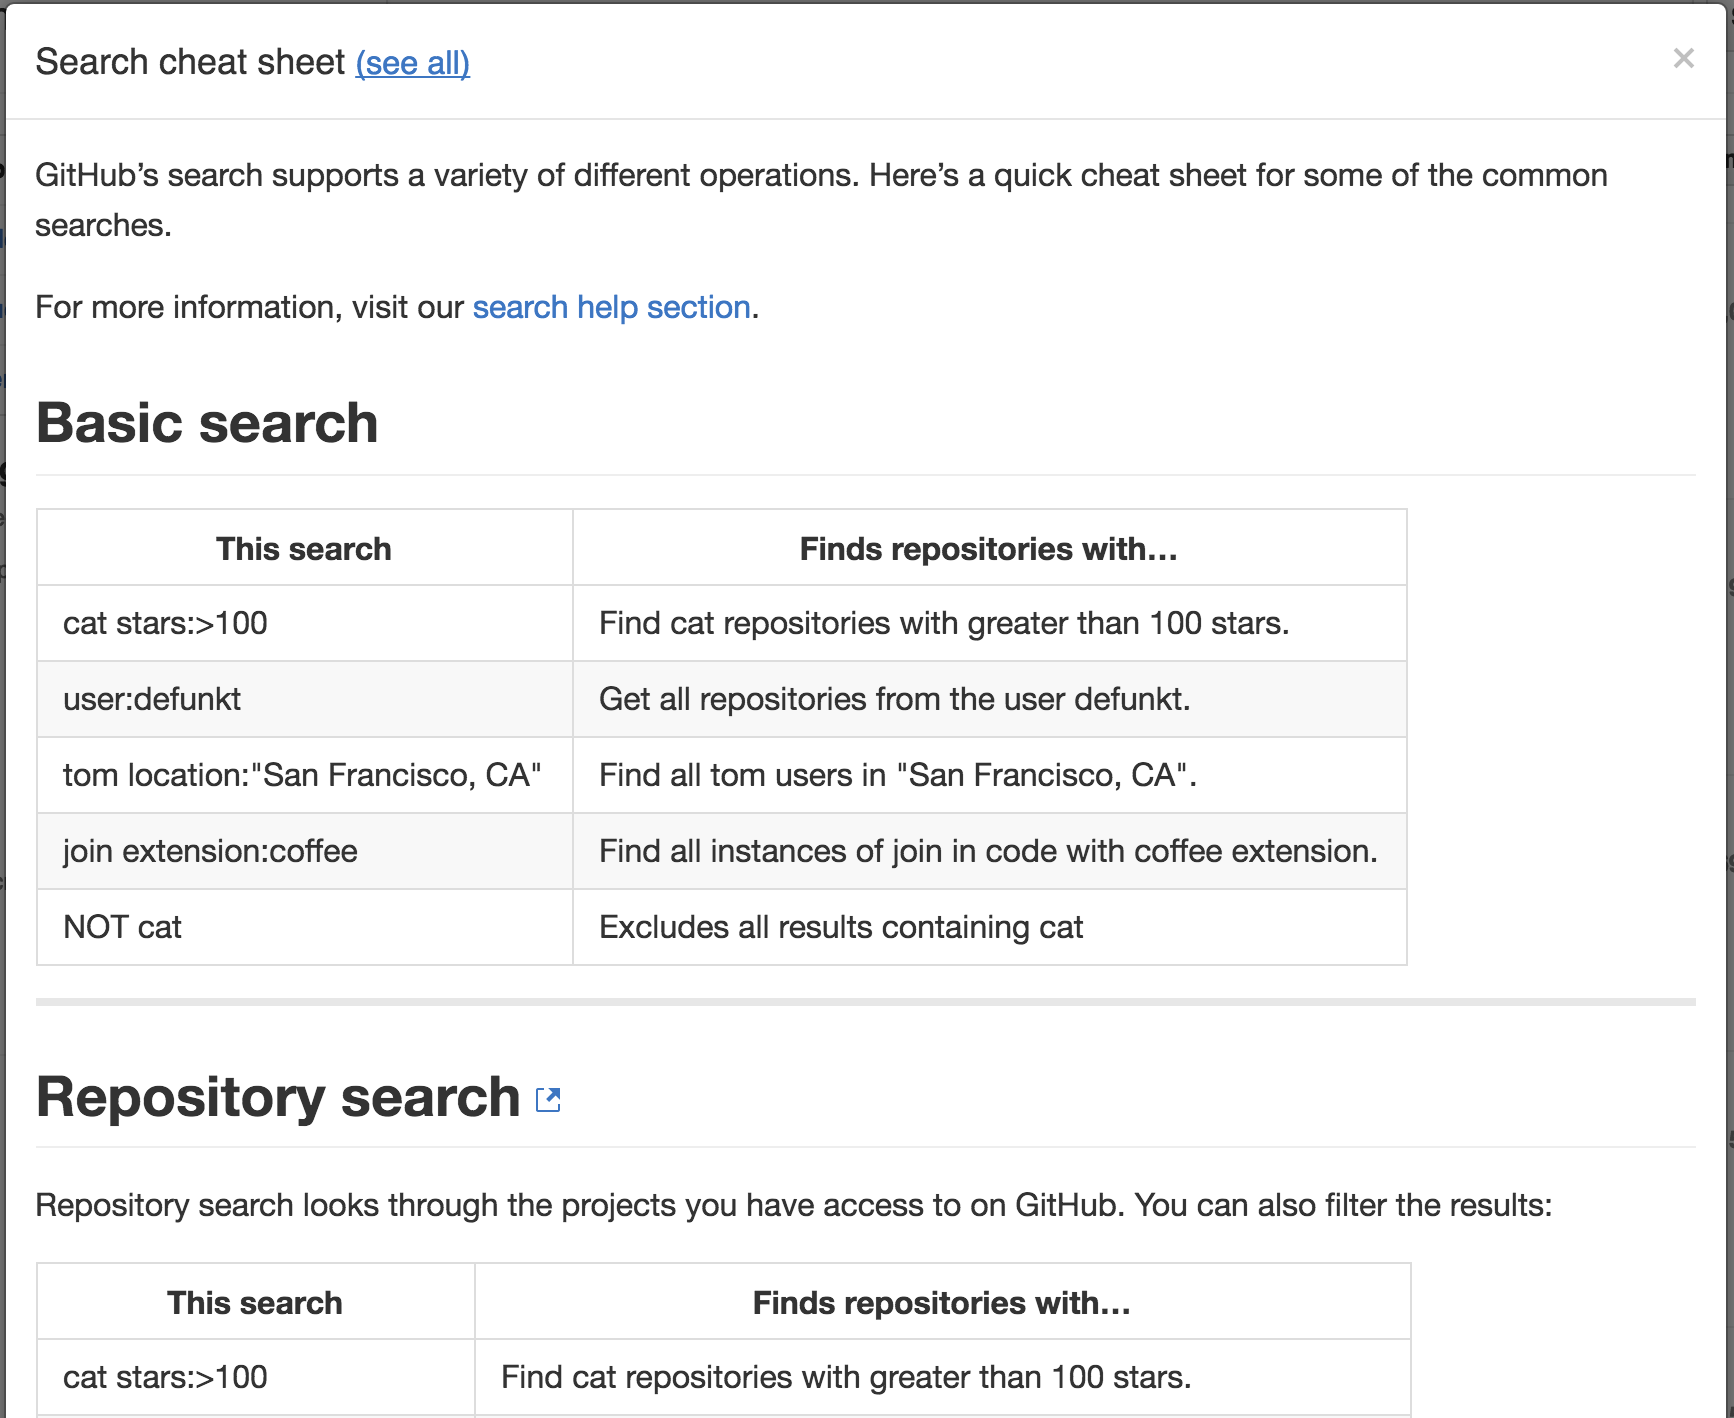 Search cheat sheet (see all) ×
GitHub’s search supports a variety of different operations. Here’s a quick cheat sheet for some of the common
searches.
For more information, visit our search help section.
Basic search
This search Finds repositories with…
cat stars:>100 Find cat repositories with greater than 100 stars.
user:defunkt Get all repositories from the user defunkt.
tom location:"San Francisco, CA" Find all tom users in "San Francisco, CA".
join extension:coffee Find all instances of join in code with coffee extension.
NOT cat Excludes all results containing cat
Repository search
Repository search looks through the projects you have access to on GitHub. You can also filter the results:
This search Finds repositories with…
cat stars:>100 Find cat repositories with greater than 100 stars.